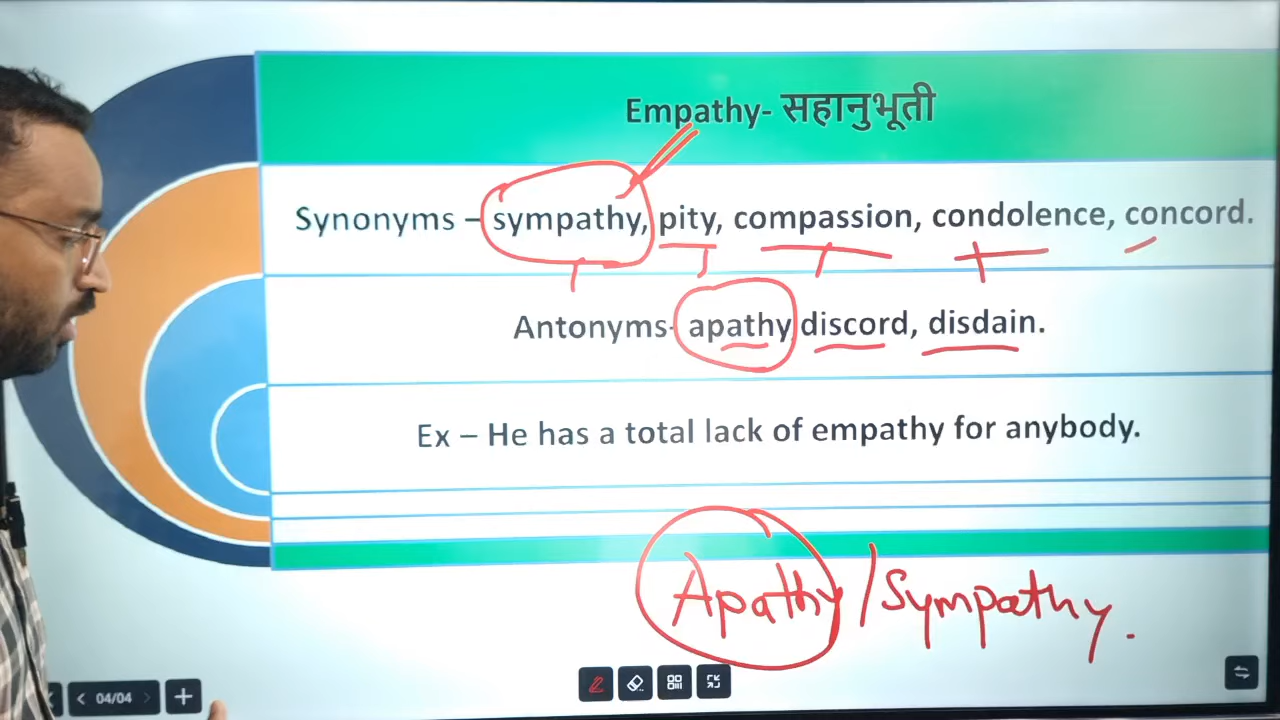 Empathy- सहानुभूती
Synonyms – sympathy, pity, compassion, condolence, concord.
Antonyms- apathy discord, disdain.
Ex – He has a total lack of empathy for anybody.
Apathy/Sympathy.
04/04